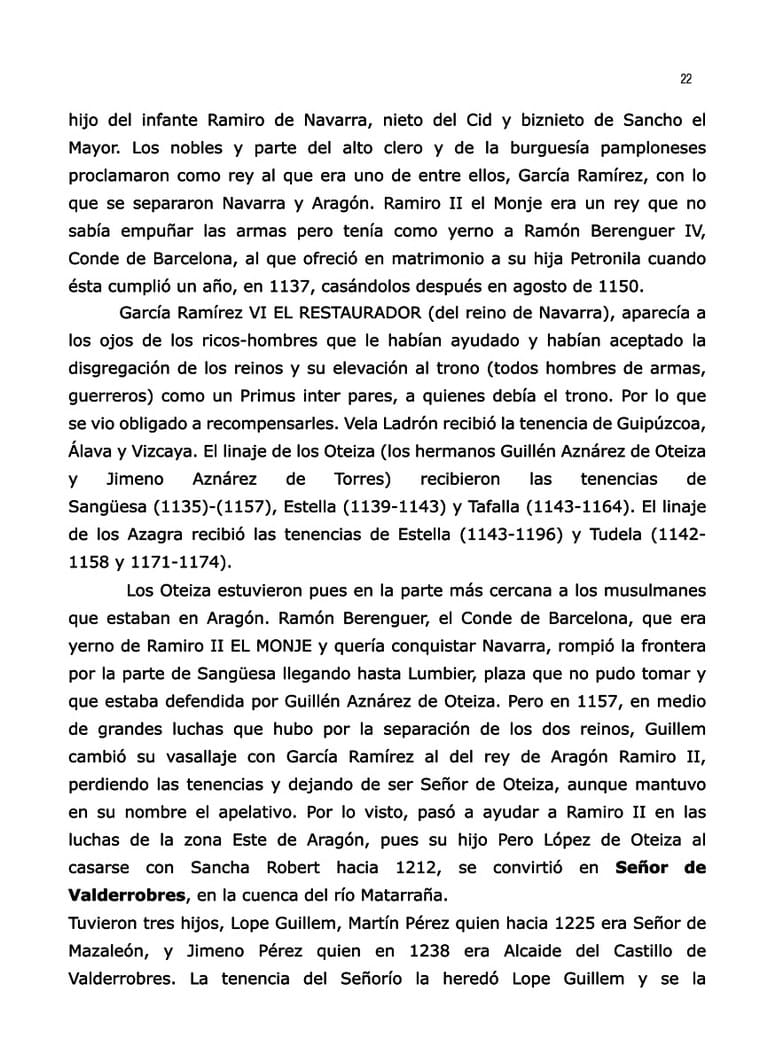 22
hijo del infante Ramiro de Navarra, nieto del Cid y biznieto de Sancho el
Mayor. Los nobles y parte del alto clero y de la burguesía pamploneses
proclamaron como rey al que era uno de entre ellos, García Ramírez, con lo
que se separaron Navarra y Aragón. Ramiro II el Monje era un rey que no
sabía empuñar las armas pero tenía como yerno a Ramón Berenguer IV,
Conde de Barcelona, al que ofreció en matrimonio a su hija Petronila cuando
ésta cumplió un año, en 1137, casándolos después en agosto de 1150.
García Ramírez VI EL RESTAURADOR (del reino de Navarra), aparecía a
los ojos de los ricos-hombres que le habían ayudado y habían aceptado la
disgregación de los reinos y su elevación al trono (todos hombres de armas,
guerreros) como un Primus inter pares, a quienes debía el trono. Por lo que
se vio obligado a recompensarles. Vela Ladrón recibió la tenencia de Guipúzcoa,
Álava y Vizcaya. El linaje de los Oteiza (los hermanos Guillén Aznárez de Oteiza
y Jimeno Aznárez de Torres) recibieron las tenencias de
Sangüesa (1135)-(1157), Estella (1139-1143) y Tafalla (1143-1164). El linaje
de los Azagra recibió las tenencias de Estella (1143-1196) y Tudela (1142-
1158 y 1171-1174).
Los Oteiza estuvieron pues en la parte más cercana a los musulmanes
que estaban en Aragón. Ramón Berenguer, el Conde de Barcelona, que era
yerno de Ramiro II EL MONJE y quería conquistar Navarra, rompió la frontera
por la parte de Sangüesa llegando hasta Lumbier, plaza que no pudo tomar y
que estaba defendida por Guillén Aznárez de Oteiza. Pero en 1157, en medio
de grandes luchas que hubo por la separación de los dos reinos, Guillem
cambió su vasallaje con García Ramírez al del rey de Aragón Ramiro II,
perdiendo las tenencias y dejando de ser Señor de Oteiza, aunque mantuvo
en su nombre el apelativo. Por lo visto, pasó a ayudar a Ramiro II en las
luchas de la zona Este de Aragón, pues su hijo Pero López de Oteiza al
casarse con Sancha Robert hacia 1212, se convirtió en Señor de
Valderrobres, en la cuenca del río Matarraña.
Tuvieron tres hijos, Lope Guillem, Martín Pérez quien hacia 1225 era Señor de
Mazaleón, y Jimeno Pérez quien en 1238 era Alcaide del Castillo de
Valderrobres. La tenencia del Señorío la heredó Lope Guillem y se la